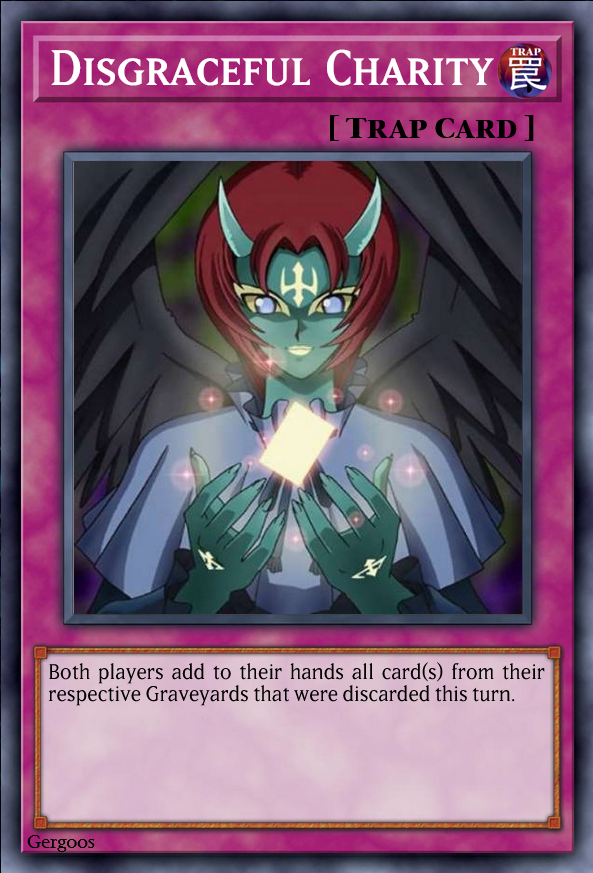 Disgraceful Charity
TRAP
罠
[ Trap Card ]
Both players add to their hands all card(s) from their
respective Graveyards that were discarded this turn.
Gergoos